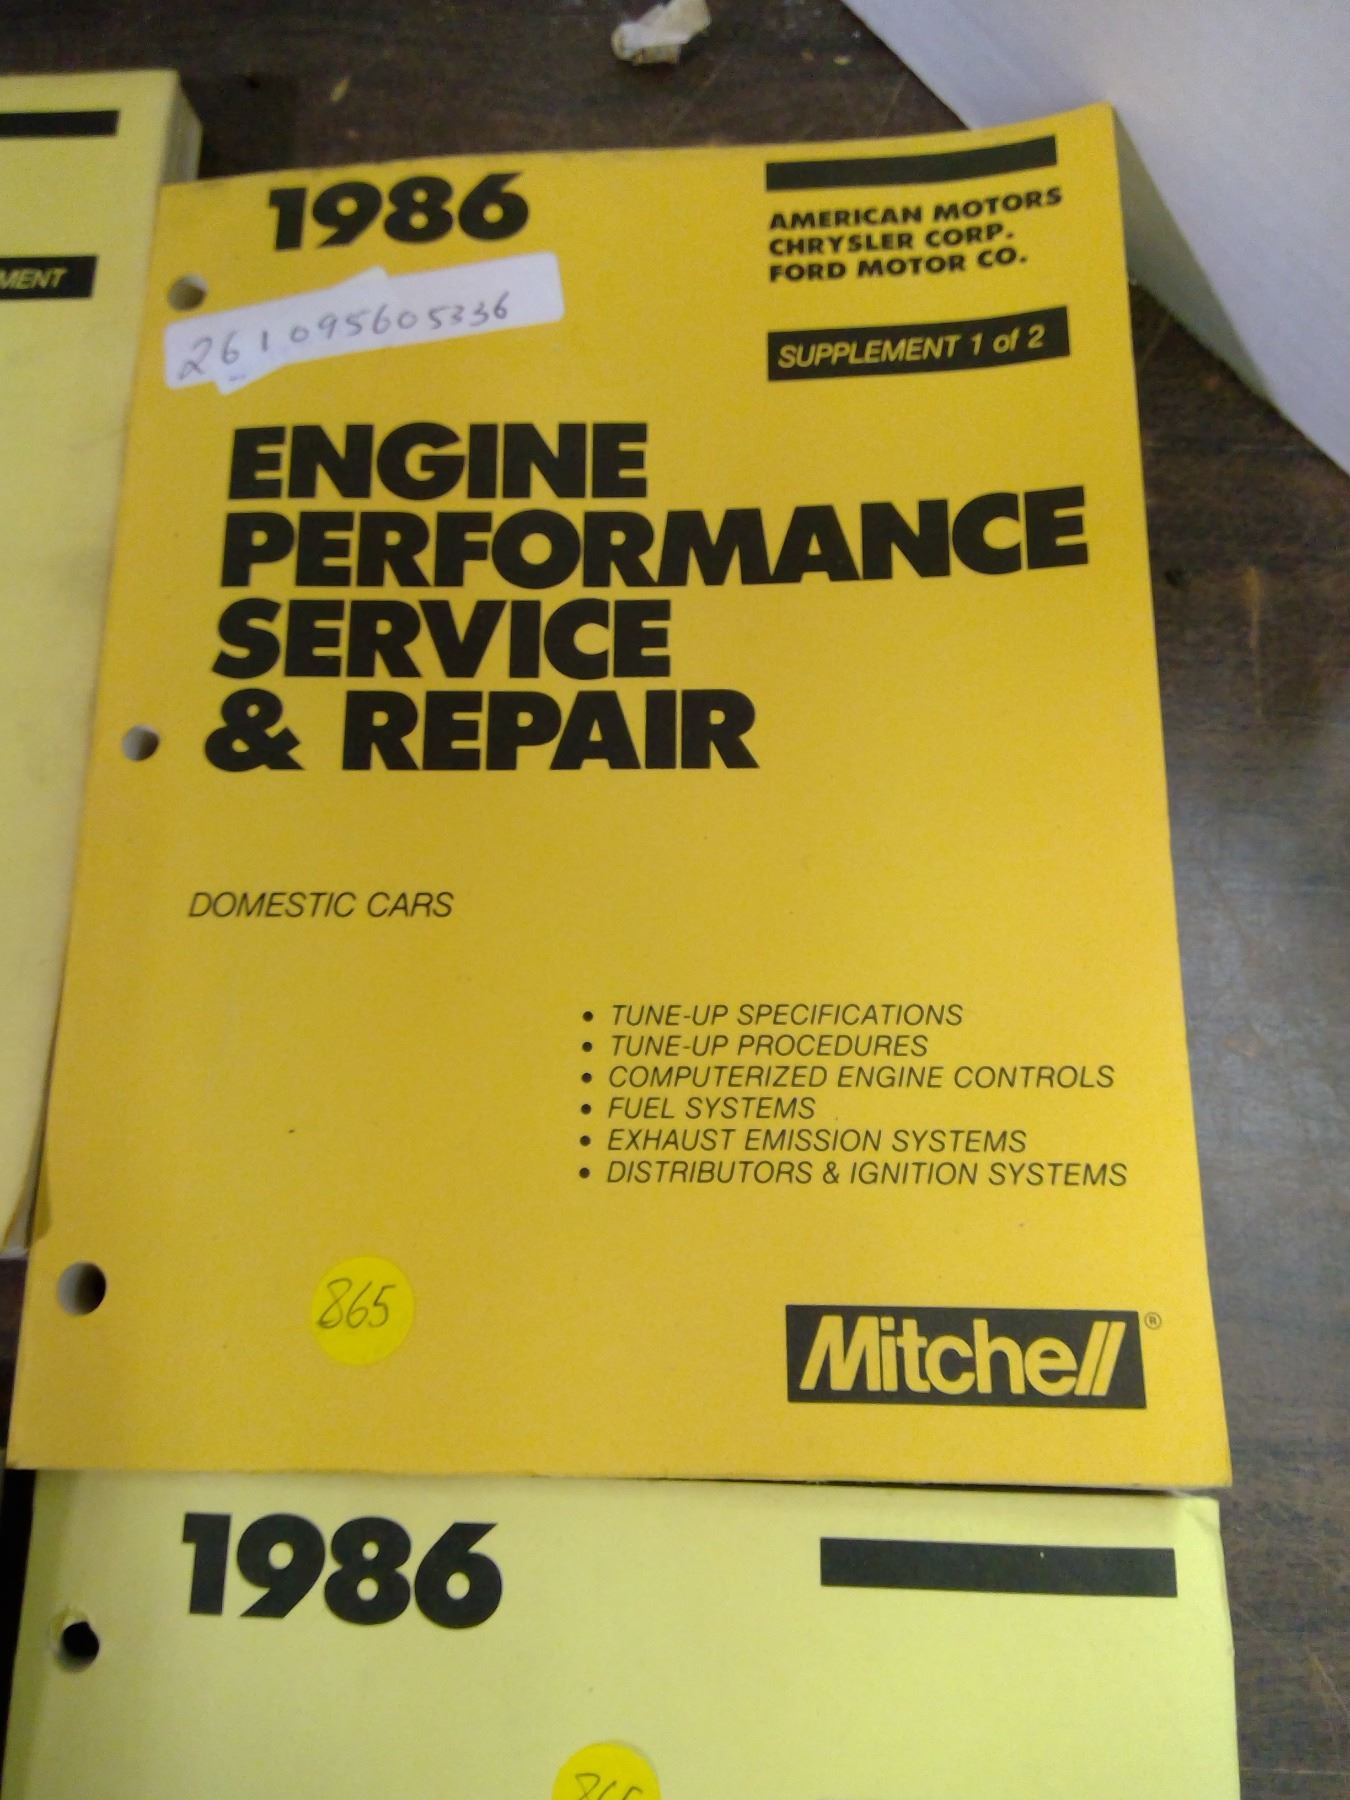 MENT
1986
AMERICAN MOTORS
CHRYSLER CORP.
FORD MOTOR CO.
261095605336
SUPPLEMENT 1 of 2
ENGINE
PERFORMANCE
SERVICE
& REPAIR
DOMESTIC CARS
• TUNE-UP SPECIFICATIONS
• TUNE-UP PROCEDURES
• COMPUTERIZED ENGINE CONTROLS
• FUEL SYSTEMS
• EXHAUST EMISSION SYSTEMS
• DISTRIBUTORS & IGNITION SYSTEMS
865
Mitchell®
1986